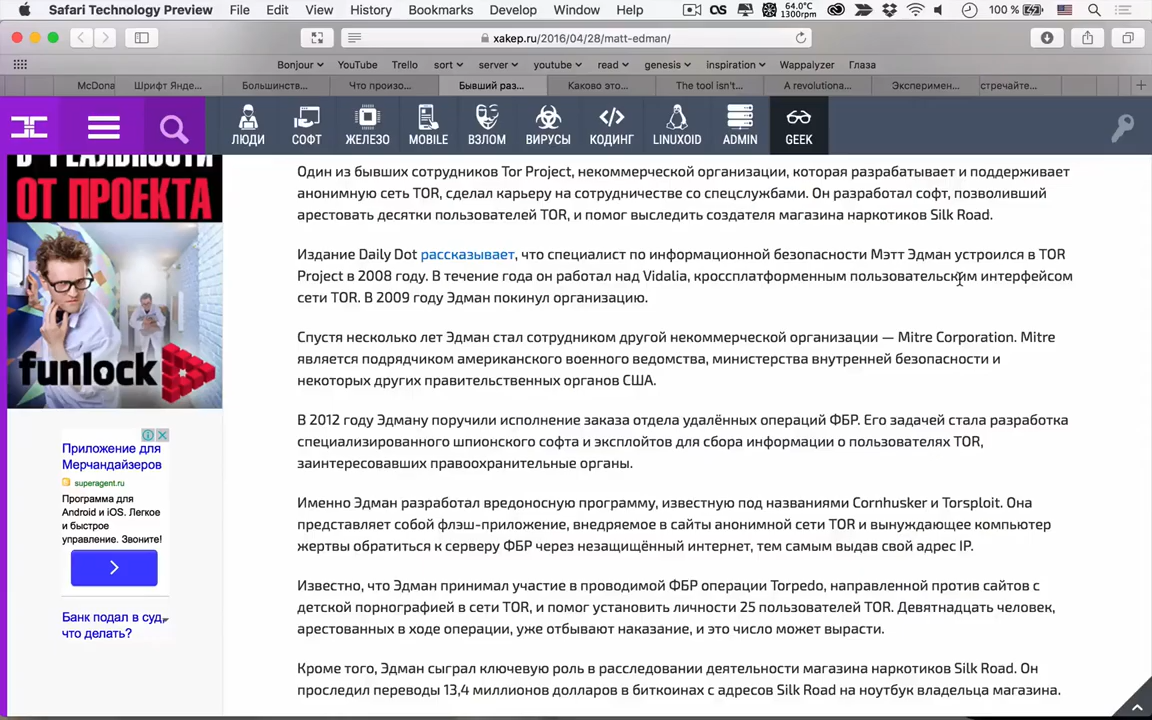 Safari Technology Preview File Edit View History Bookmarks Develop Window Help 64.0°C 1300rpm 100 %
xakep.ru/2016/04/28/matt-edman/
Bonjour YouTube Trello sort server youtube read genesis inspiration Wappalyzer Глаза
McDona Шрифт Янде... Большинств... Что произо... Бывший раз... Каково это... The tool isn't... A revolutiona... Эксперимен... стречайте...
ЛЮДИ СОФТ ЖЕЛЕЗО MOBILE ВЗЛОМ ВИРУСЫ КОДИНГ LINUXOID ADMIN GEEK
В РЕАЛЬНОСТИ
ОТ ПРОЕКТА
funlock
Приложение для
Мерчандайзеров
superagent.ru
Программа для
Android и iOS. Легкое
и быстрое
управление. Звоните!
Банк подал в суд,
что делать?
Один из бывших сотрудников Tor Project, некоммерческой организации, которая разрабатывает и поддерживает
анонимную сеть TOR, сделал карьеру на сотрудничестве со спецслужбами. Он разработал софт, позволивший
арестовать десятки пользователей TOR, и помог выследить создателя магазина наркотиков Silk Road.
Издание Daily Dot рассказывает, что специалист по информационной безопасности Мэтт Эдман устроился в TOR
Project в 2008 году. В течение года он работал над Vidalia, кроссплатформенным пользовательским интерфейсом
сети TOR. В 2009 году Эдман покинул организацию.
Спустя несколько лет Эдман стал сотрудником другой некоммерческой организации — Mitre Corporation. Mitre
является подрядчиком американского военного ведомства, министерства внутренней безопасности и
некоторых других правительственных органов США.
В 2012 году Эдману поручили исполнение заказа отдела удалённых операций ФБР. Его задачей стала разработка
специализированного шпионского софта и эксплойтов для сбора информации о пользователях TOR,
заинтересовавших правоохранительные органы.
Именно Эдман разработал вредоносную программу, известную под названиями Cornhusker и Torsploit. Она
представляет собой флэш-приложение, внедряемое в сайты анонимной сети TOR и вынуждающее компьютер
жертвы обратиться к серверу ФБР через незащищённый интернет, тем самым выдав свой адрес IP.
Известно, что Эдман принимал участие в проводимой ФБР операции Torpedo, направленной против сайтов с
детской порнографией в сети TOR, и помог установить личности 25 пользователей TOR. Девятнадцать человек,
арестованных в ходе операции, уже отбывают наказание, и это число может вырасти.
Кроме того, Эдман сыграл ключевую роль в расследовании деятельности магазина наркотиков Silk Road. Он
проследил переводы 13,4 миллионов долларов в биткоинах с адресов Silk Road на ноутбук владельца магазина.